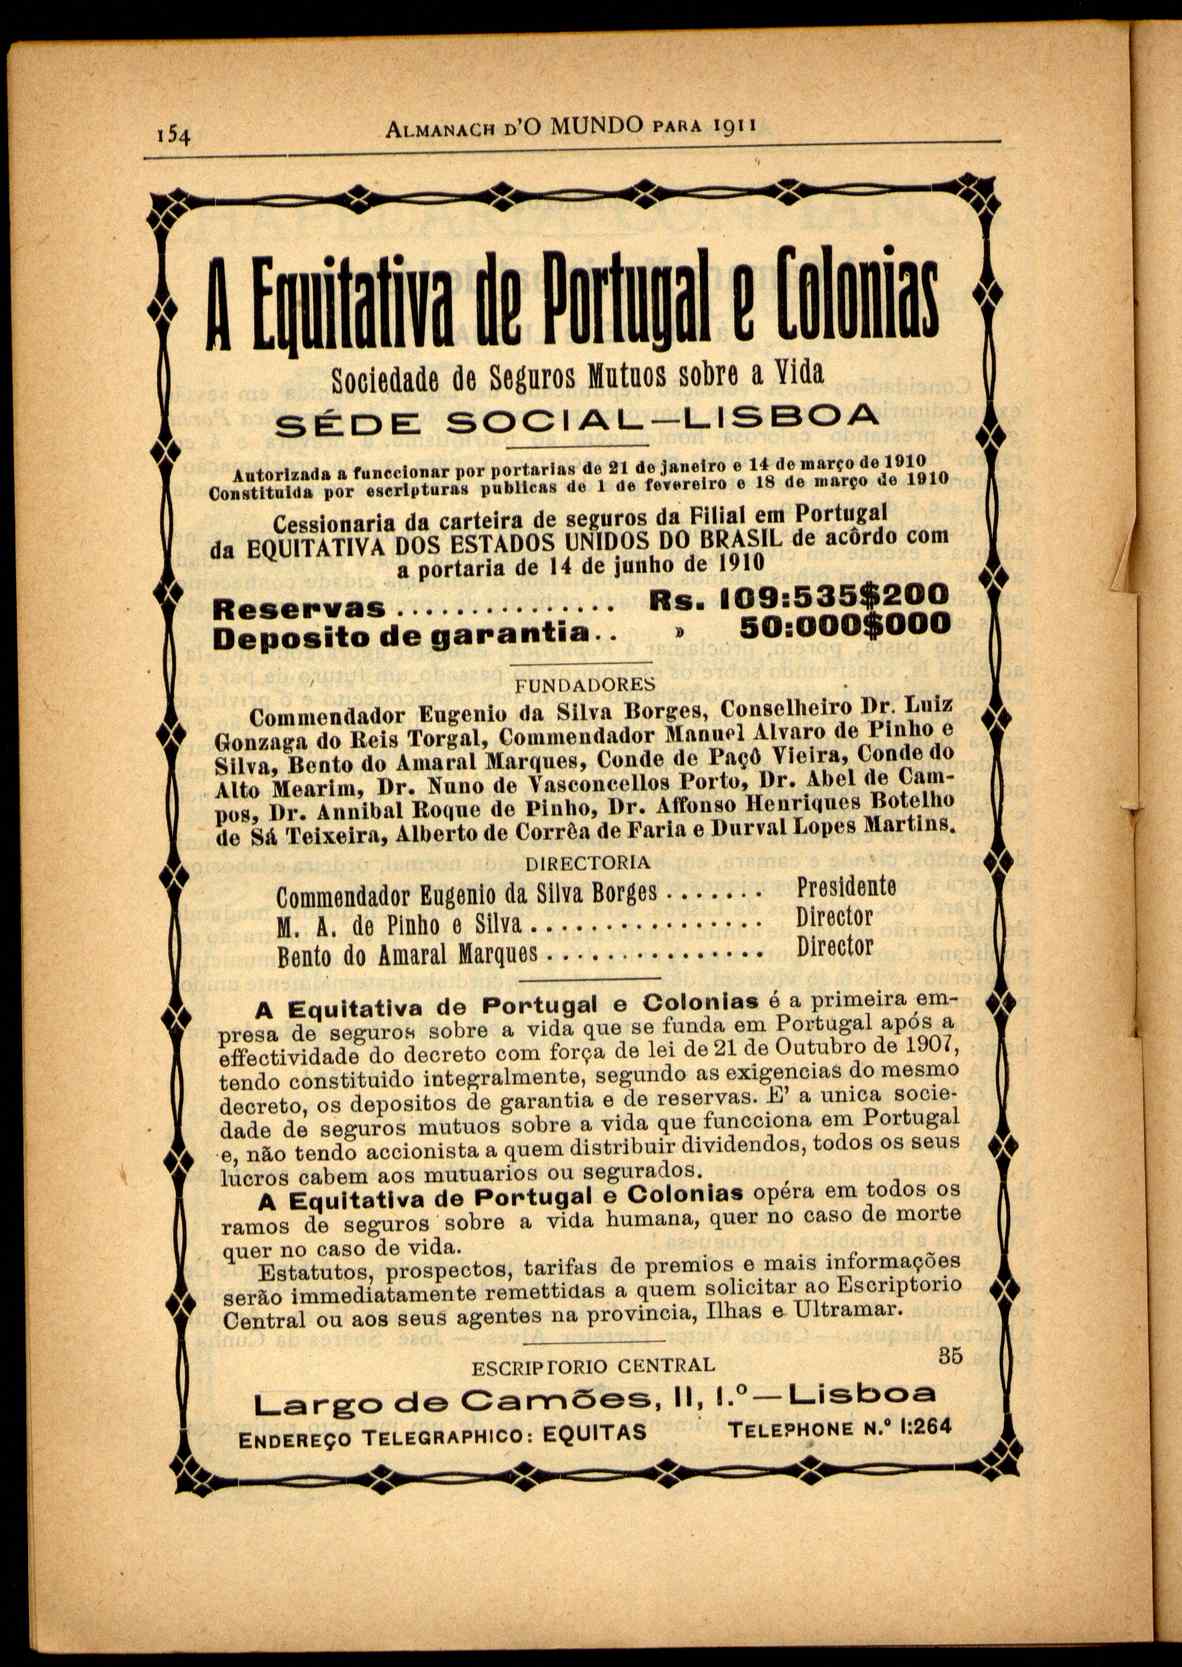 154
ALMANACH D'O MUNDO PARA 1911
A Equitativa de Portugal e Colonias
Sociedade de Seguros Mutuos sobre a Vida
SÉDE SOCIAL—LISBOA
Autorizada a funccionar por portarias de 21 de janeiro e 14 de março de 1910
Constituida por escripturas publicas de 1 de fevereiro e 18 de março de 1910
Cessionaria da carteira de seguros da Filial em Portugal
da EQUITATIVA DOS ESTADOS UNIDOS DO BRASIL de acôrdo com
a portaria de 14 de junho de 1910
Reservas ............... Rs. 109:535$200
Deposito de garantia.. » 50:000$000
FUNDADORES
Commendador Eugenio da Silva Borges, Conselheiro Dr. Luiz
Gonzaga do Reis Torgal, Commendador Manuel Alvaro de Pinho e
Silva, Bento do Amaral Marques, Conde de Paçô Vieira, Conde do
Alto Mearim, Dr. Nuno de Vasconcellos Porto, Dr. Abel de Cam-
pos, Dr. Annibal Roque de Pinho, Dr. Affonso Henriques Botelho
de Sá Teixeira, Alberto de Corrêa de Faria e Durval Lopes Martins.
DIRECTORIA
Commendador Eugenio da Silva Borges ....... Presidente
M. A. de Pinho e Silva ................ Director
Bento do Amaral Marques ............... Director
A Equitativa de Portugal e Colonias é a primeira em-
presa de seguros sobre a vida que se funda em Portugal após a
effectividade do decreto com força de lei de 21 de Outubro de 1907,
tendo constituido integralmente, segundo as exigencias do mesmo
decreto, os depositos de garantia e de reservas. E' a unica socie-
dade de seguros mutuos sobre a vida que funcciona em Portugal
e, não tendo accionista a quem distribuir dividendos, todos os seus
lucros cabem aos mutuarios ou segurados.
A Equitativa de Portugal e Colonias opéra em todos os
ramos de seguros sobre a vida humana, quer no caso de morte
quer no caso de vida.
Estatutos, prospectos, tarifas de premios e mais informações
serão immediatamente remettidas a quem solicitar ao Escriptorio
Central ou aos seus agentes na provincia, Ilhas e Ultramar.
35
ESCRIPTORIO CENTRAL
Largo de Camões, 11, 1.º—Lisboa
ENDEREÇO TELEGRAPHICO: EQUITAS TELEPHONE N.º 1:264